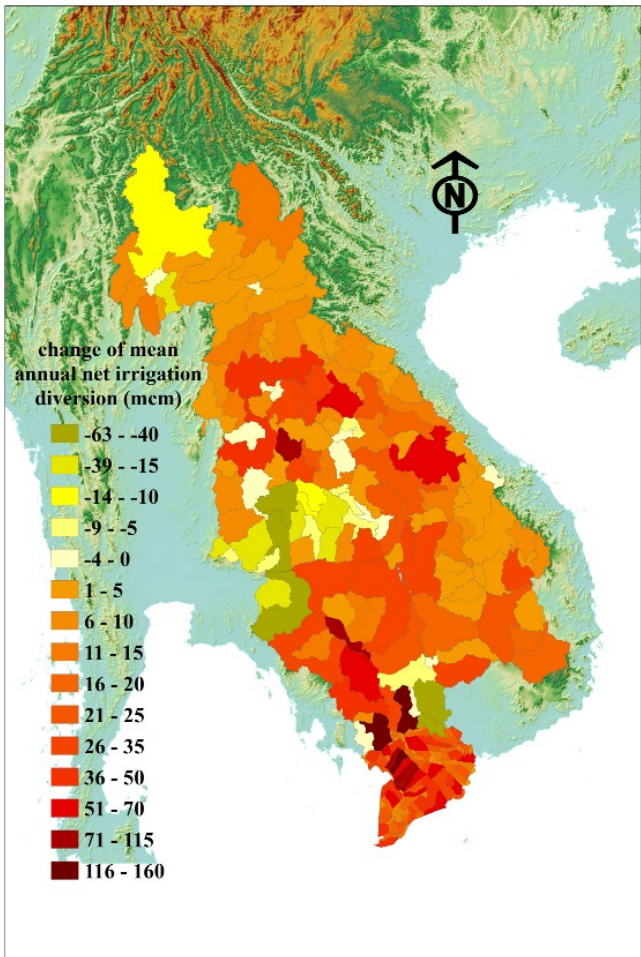 N
change of mean
annual net irrigation
diversion (mcm)
-63 - -40
-39 - -15
-14 - -10
-9 - -5
-4 - 0
1 - 5
6 - 10
11 - 15
16 - 20
21 - 25
26 - 35
36 - 50
51 - 70
71 - 115
116 - 160